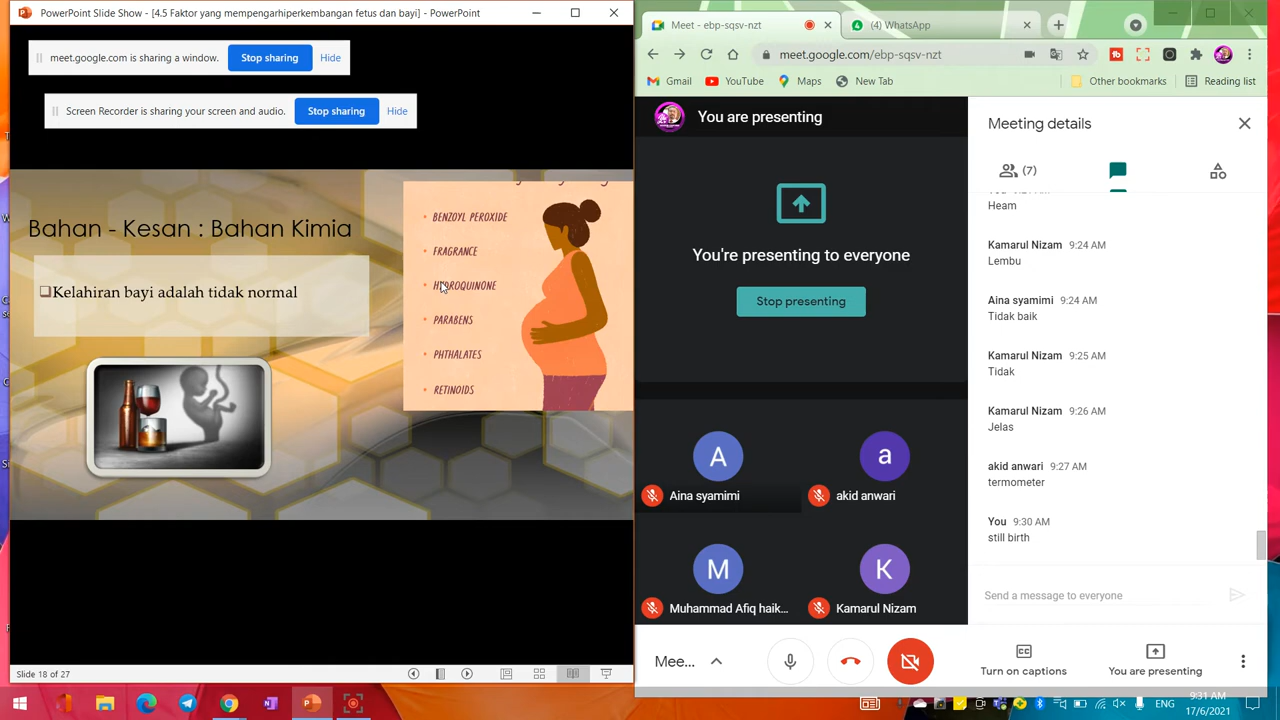 PowerPoint Slide Show - [4.5 Faktor yang mempengarhiperkembangan fetus dan bayi] - PowerPoint
meet.google.com is sharing a window.
Stop sharing
Hide
Screen Recorder is sharing your screen and audio.
Stop sharing
Hide
Bahan - Kesan : Bahan Kimia
Kelahiran bayi adalah tidak normal
BENZOYL PEROXIDE
FRAGRANCE
HIDROQUINONE
PARABENS
PHTHALATES
RETINOIDS
Slide 18 of 27
Meet - ebp-sqsv-nzt
(4) WhatsApp
meet.google.com/ebp-sqsv-nzt
Gmail
YouTube
Maps
New Tab
Other bookmarks
Reading list
You are presenting
You're presenting to everyone
Stop presenting
A
Aina syamimi
a
akid anwari
M
Muhammad Afiq haik...
K
Kamarul Nizam
Meeting details
(7)
Heam
Kamarul Nizam 9:24 AM
Lembu
Aina syamimi 9:24 AM
Tidak baik
Kamarul Nizam 9:25 AM
Tidak
Kamarul Nizam 9:26 AM
Jelas
akid anwari 9:27 AM
termometer
You 9:30 AM
still birth
Send a message to everyone
Mee...
Turn on captions
You are presenting
ENG
9:31 AM
17/6/2021